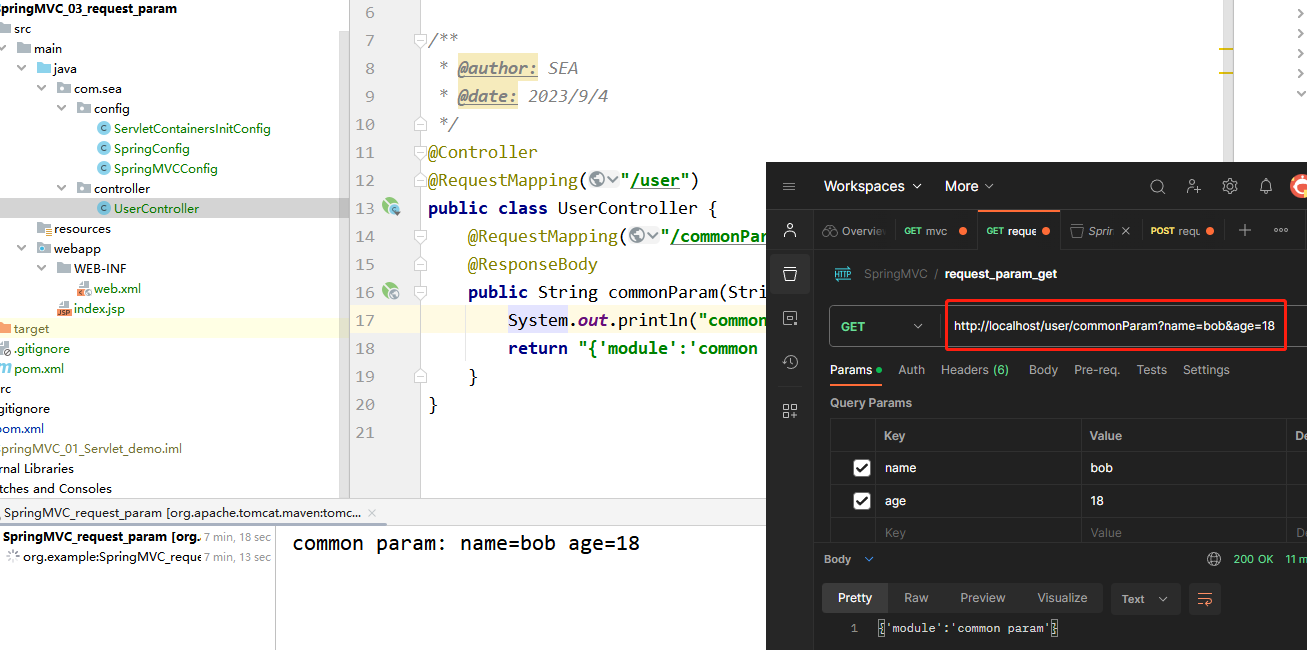 SpringMVC_03_request_param
src
main
java
com.sea
config
ServletContainersInitConfig
SpringConfig
SpringMVCConfig
controller
UserController
resources
webapp
WEB-INF
web.xml
index.jsp
target
.gitignore
pom.xml
rc
gitignore
pom.xml
pringMVC_01_Servlet_demo.iml
rnal Libraries
tches and Consoles
6
7 /**
8 * @author: SEA
9 * @date: 2023/9/4
10 */
11 @Controller
12 @RequestMapping("/user")
13 public class UserController {
14 @RequestMapping("/commonPar
15 @ResponseBody
16 public String commonParam(Stri
17 System.out.println("common
18 return "{'module':'common
19 }
20 }
21
SpringMVC_request_param [org.apache.tomcat.maven:tomc...
SpringMVC_request_param [org. 7 min, 18 sec
org.example:SpringMVC_reque 7 min, 13 sec
common param: name=bob age=18
Workspaces More
Overvie GET mvc GET reque Sprir POST requ
HTTP SpringMVC / request_param_get
GET http://localhost/user/commonParam?name=bob&age=18
Params Auth Headers (6) Body Pre-req. Tests Settings
Query Params
Key Value De
name bob
age 18
Key Value De
Body 200 OK 11 m
Pretty Raw Preview Visualize Text
1 {'module':'common param'}